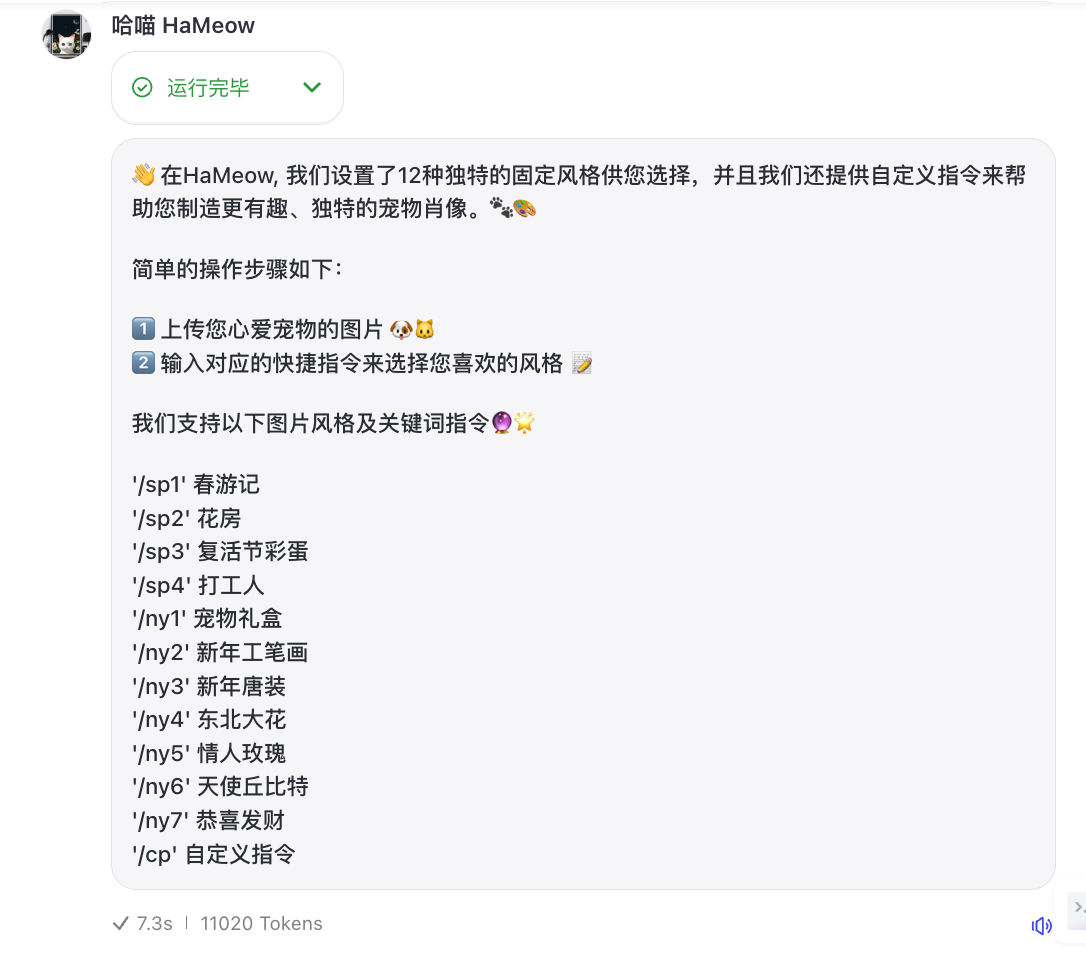 哈喵 HaMeow
运行完毕
👋 在HaMeow, 我们设置了12种独特的固定风格供您选择，并且我们还提供自定义指令来帮
助您制造更有趣、独特的宠物肖像。🐾🎨
简单的操作步骤如下：
1️⃣ 上传您心爱宠物的图片 🐶🐱
2️⃣ 输入对应的快捷指令来选择您喜欢的风格 📝
我们支持以下图片风格及关键词指令🔮🌟
'/sp1' 春游记
'/sp2' 花房
'/sp3' 复活节彩蛋
'/sp4' 打工人
'/ny1' 宠物礼盒
'/ny2' 新年工笔画
'/ny3' 新年唐装
'/ny4' 东北大花
'/ny5' 情人玫瑰
'/ny6' 天使丘比特
'/ny7' 恭喜发财
'/cp' 自定义指令
7.3s | 11020 Tokens